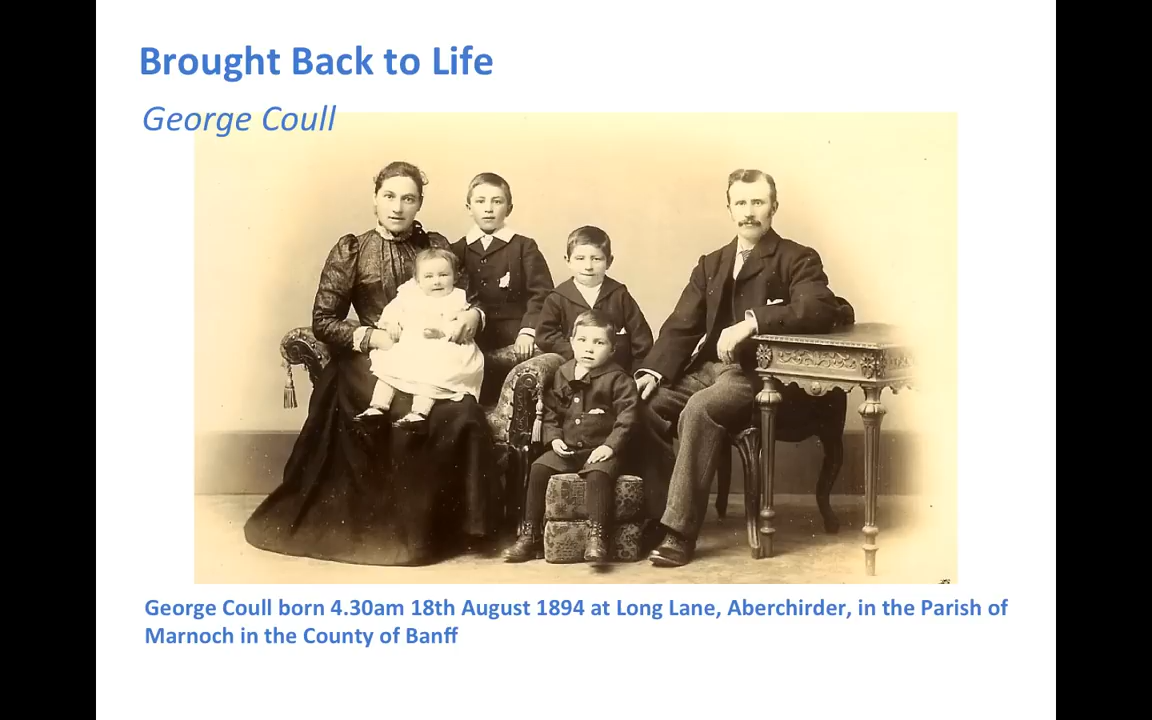 Brought Back to Life
George Coull
George Coull born 4.30am 18th August 1894 at Long Lane, Aberchirder, in the Parish of
Marnoch in the County of Banff